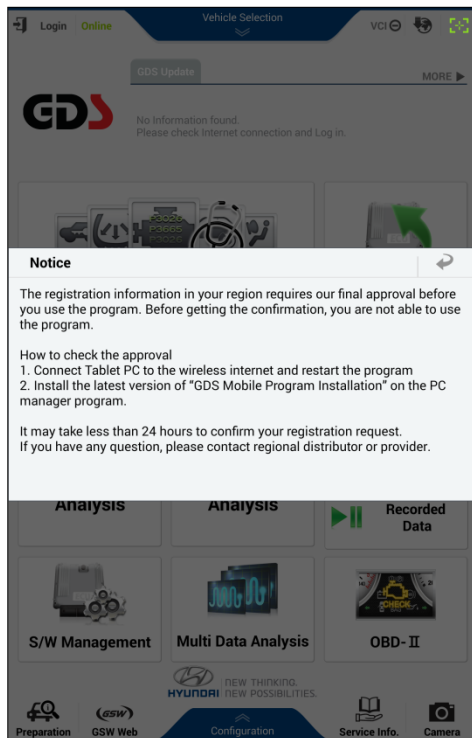 Login Online Vehicle Selection VCI
GDS Update MORE
GDS
No Information found.
Please check Internet connection and Log in.
P3026
P3665
P3026
Notice
The registration information in your region requires our final approval before
you use the program. Before getting the confirmation, you are not able to use
the program.
How to check the approval
1. Connect Tablet PC to the wireless internet and restart the program
2. Install the latest version of “GDS Mobile Program Installation” on the PC
manager program.
It may take less than 24 hours to confirm your registration request.
If you have any question, please contact regional distributor or provider.
Analysis Analysis Recorded
Data
CHECK
S/W Management Multi Data Analysis OBD-Ⅱ
HYUNDAI NEW THINKING.
NEW POSSIBILITIES.
GSW
Preparation GSW Web Configuration Service Info. Camera